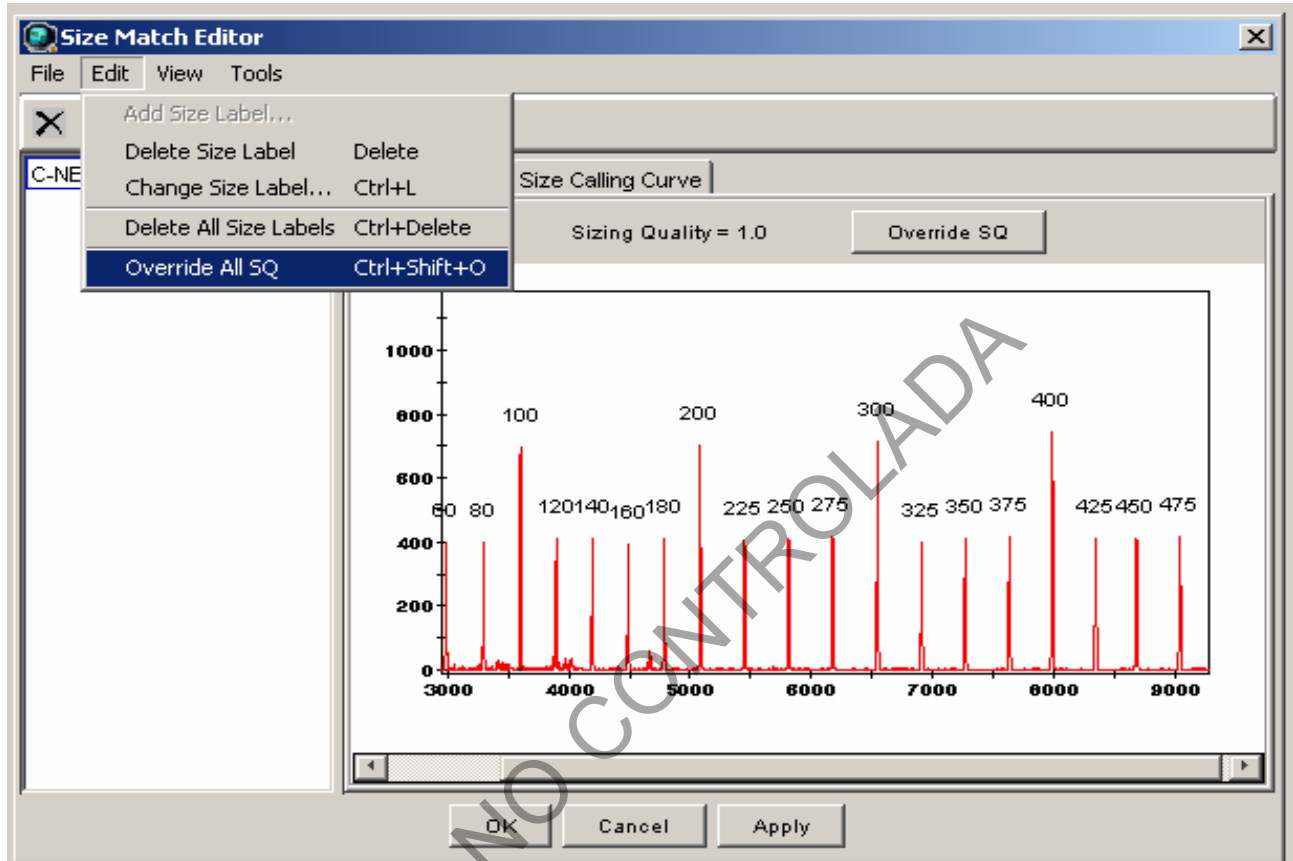 Size Match Editor
File Edit View Tools
Add Size Label...
Delete Size Label Delete
Change Size Label... Ctrl+L
Delete All Size Labels Ctrl+Delete
Override All SQ Ctrl+Shift+O
C-NE
Size Calling Curve
Sizing Quality = 1.0 Override SQ
1000
800
600
400
200
0
100 200 300 400
60 80 120 140 160 180 225 250 275 325 350 375 425 450 475
3000 4000 5000 6000 7000 8000 9000
OK Cancel Apply
NO CONTROLADA